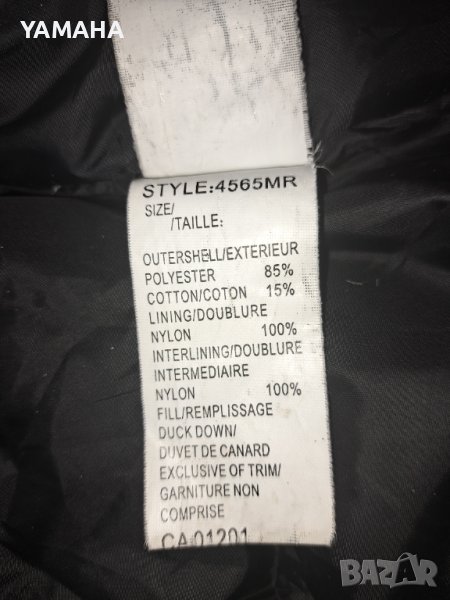 YAMAHA
STYLE:4565MR
SIZE/
/TAILLE:
OUTERSHELL/EXTERIEUR
POLYESTER 85%
COTTON/COTON 15%
LINING/DOUBLURE
NYLON 100%
INTERLINING/DOUBLURE
INTERMEDIAIRE
NYLON 100%
FILL/REMPLISSAGE
DUCK DOWN/
DUVET DE CANARD
EXCLUSIVE OF TRIM/
GARNITURE NON
COMPRISE
CA 01201
BAZAR